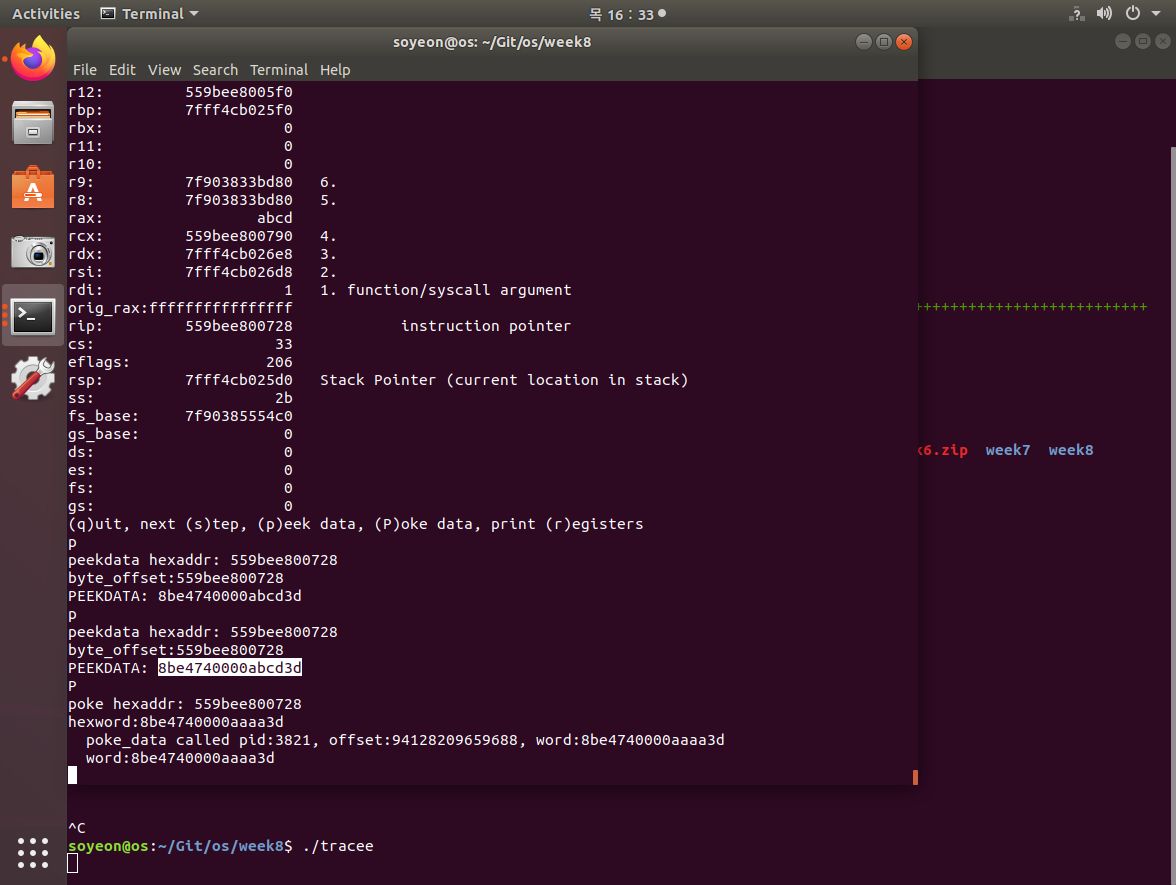 Activities Terminal 목 16 : 33
soyeon@os: ~/Git/os/week8
File Edit View Search Terminal Help
r12: 559bee8005f0
rbp: 7fff4cb025f0
rbx: 0
r11: 0
r10: 0
r9: 7f903833bd80 6.
r8: 7f903833bd80 5.
rax: abcd
rcx: 559bee800790 4.
rdx: 7fff4cb026e8 3.
rsi: 7fff4cb026d8 2.
rdi: 1 1. function/syscall argument
orig_rax:ffffffffffffffff
++++++++++++++++++++++++++
rip: 559bee800728 instruction pointer
cs: 33
eflags: 206
rsp: 7fff4cb025d0 Stack Pointer (current location in stack)
ss: 2b
fs_base: 7f90385554c0
gs_base: 0
ds: 0
k6.zip week7 week8
es: 0
fs: 0
gs: 0
(q)uit, next (s)tep, (p)eek data, (P)oke data, print (r)egisters
p
peekdata hexaddr: 559bee800728
byte_offset:559bee800728
PEEKDATA: 8be4740000abcd3d
p
peekdata hexaddr: 559bee800728
byte_offset:559bee800728
PEEKDATA: 8be4740000abcd3d
P
poke hexaddr: 559bee800728
hexword:8be4740000aaaa3d
poke_data called pid:3821, offset:94128209659688, word:8be4740000aaaa3d
word:8be4740000aaaa3d
^C
soyeon@os:~/Git/os/week8$ ./tracee